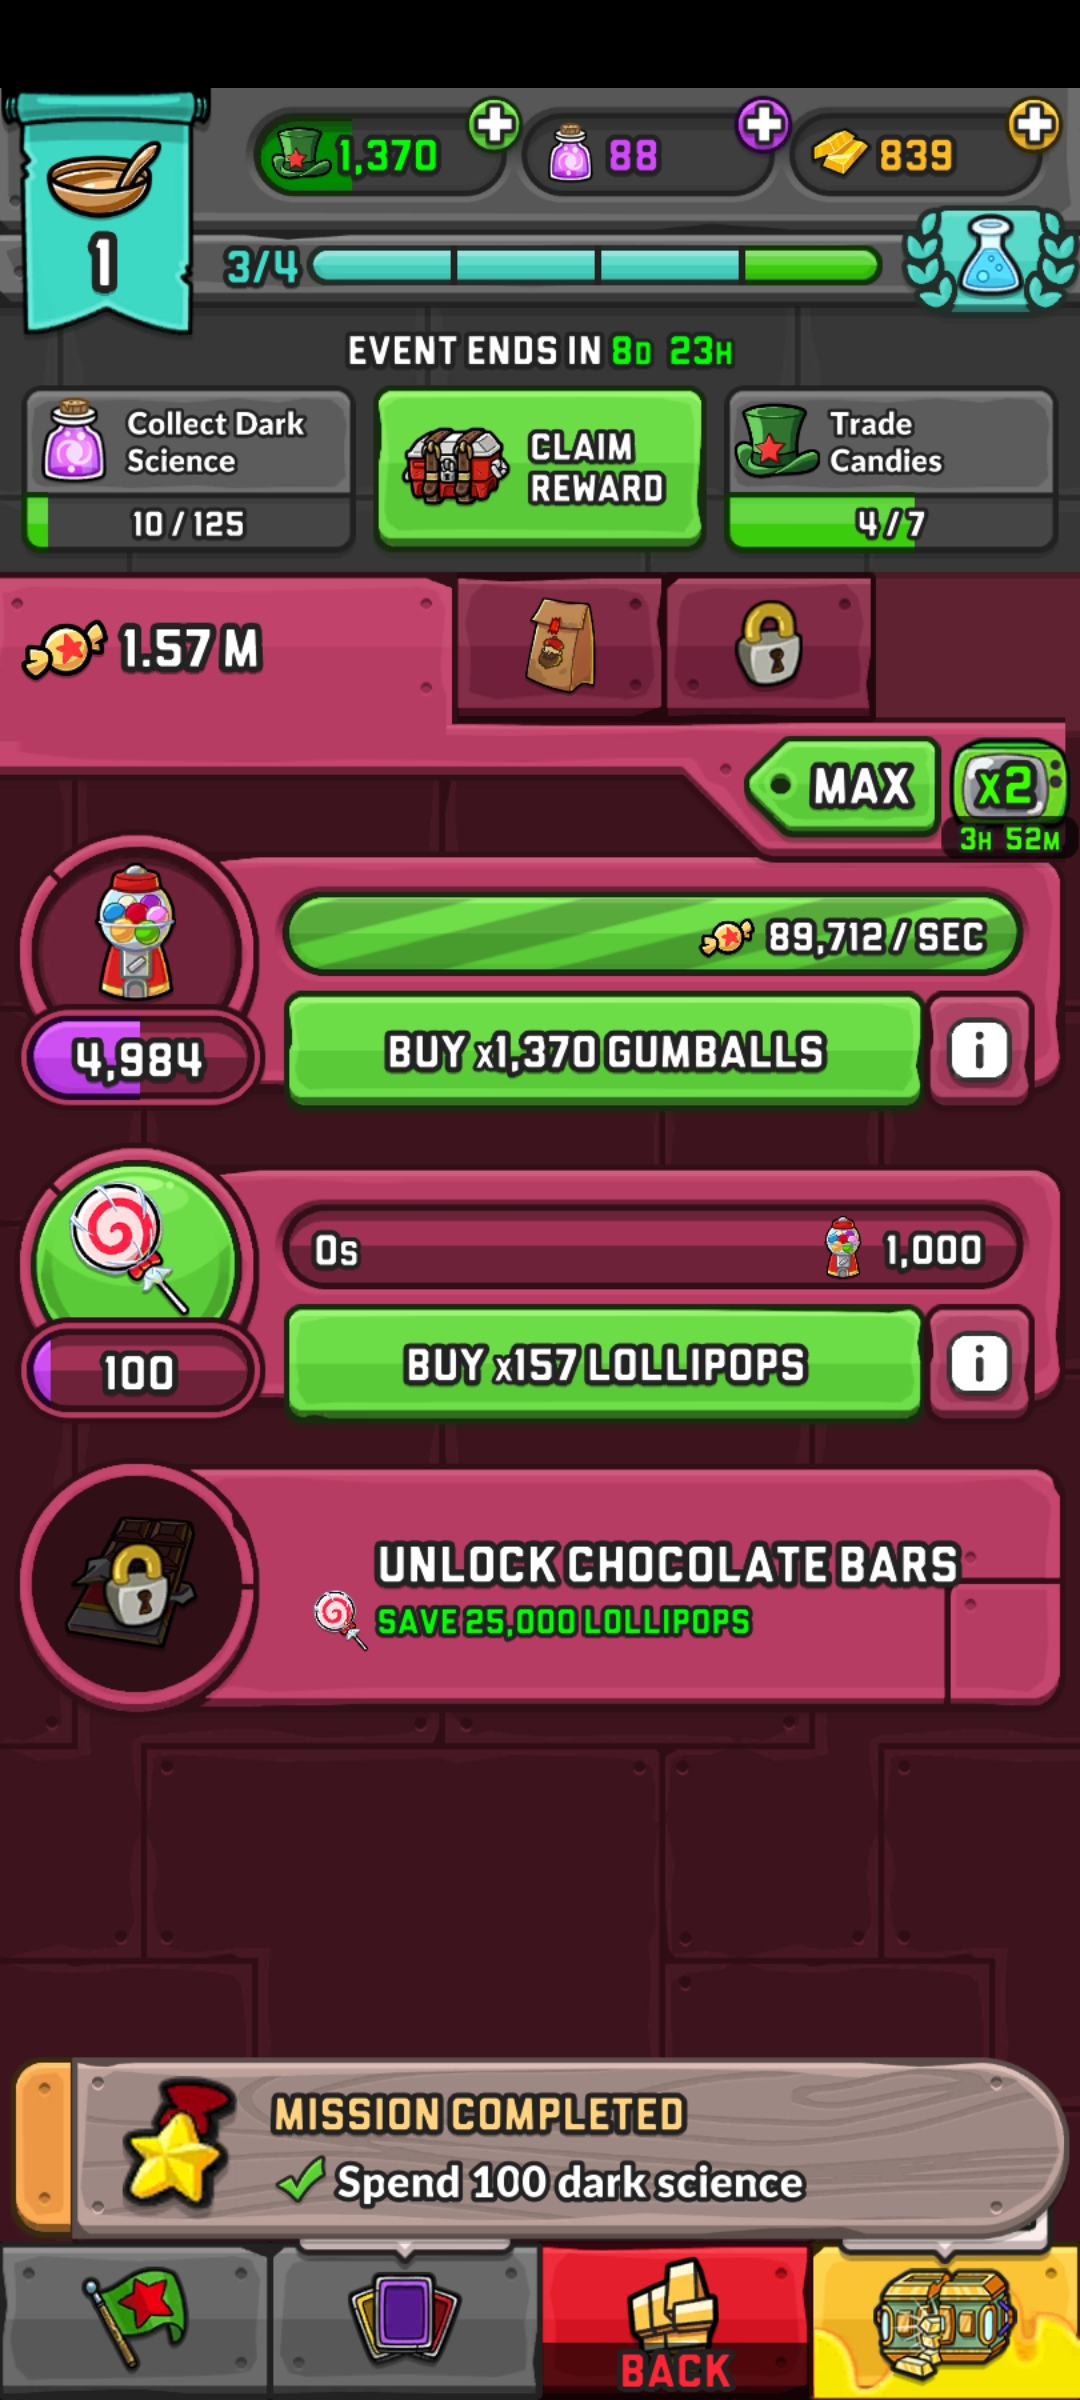 1,370
88
839
1
3/4
EVENT ENDS IN 8D 23H
Collect Dark
Science
10 / 125
CLAIM
REWARD
Trade
Candies
4 / 7
1.57 M
MAX
x2
3H 52M
89,712 / SEC
4,984
BUY x1,370 GUMBALLS
i
0s
1,000
100
BUY x157 LOLLIPOPS
i
UNLOCK CHOCOLATE BARS
SAVE 25,000 LOLLIPOPS
MISSION COMPLETED
Spend 100 dark science
BACK